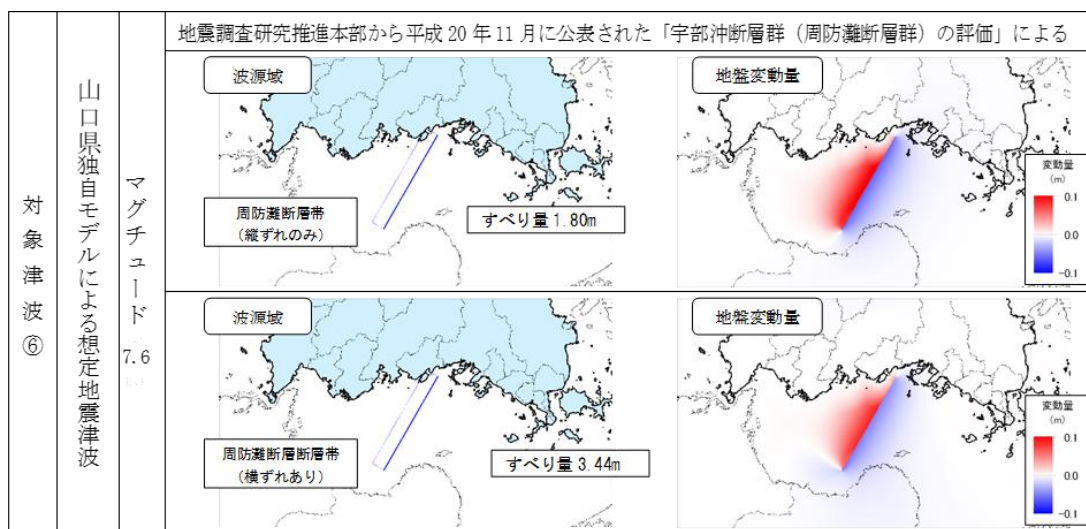 対象津波⑥
山口県独自モデルによる想定地震津波
マグチュード 7.6
地震調査研究推進本部から平成 20 年 11 月に公表された「宇部沖断層群（周防灘断層群）の評価」による
波源域
周防灘断層帯
（縦ずれのみ）
すべり量 1.80m
地盤変動量
変動量
(m)
0.1
0.0
-0.1
波源域
周防灘断層断層帯
（横ずれあり）
すべり量 3.44m
地盤変動量
変動量
(m)
0.1
0.0
-0.1